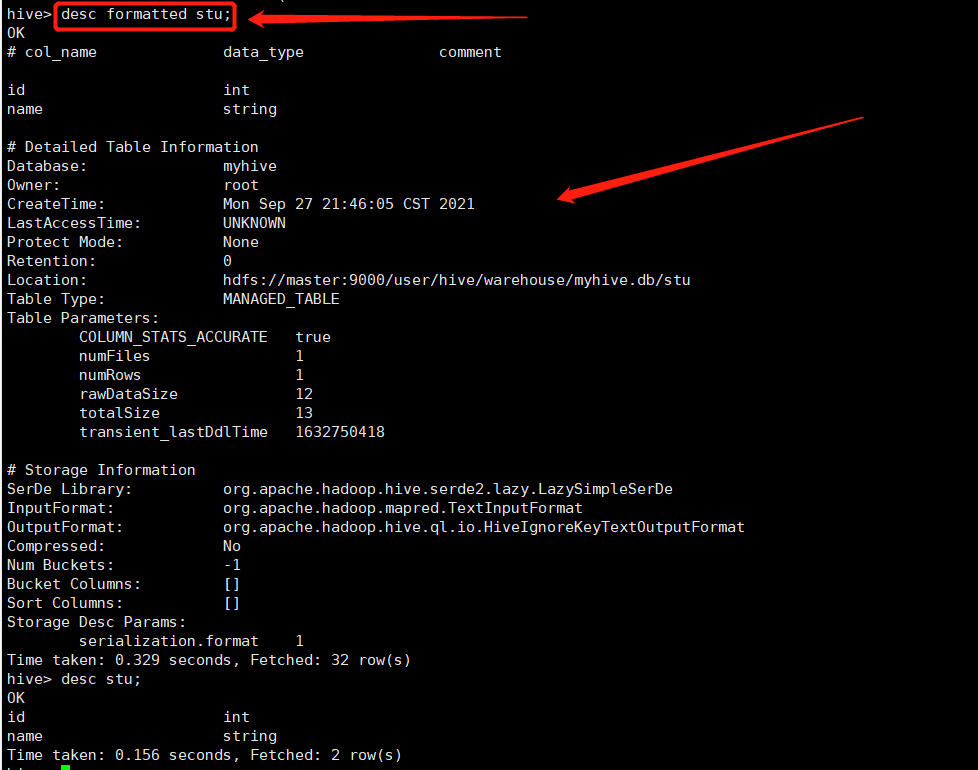 hive> desc formatted stu;
OK
# col_name data_type comment
id int
name string
# Detailed Table Information
Database: myhive
Owner: root
CreateTime: Mon Sep 27 21:46:05 CST 2021
LastAccessTime: UNKNOWN
Protect Mode: None
Retention: 0
Location: hdfs://master:9000/user/hive/warehouse/myhive.db/stu
Table Type: MANAGED_TABLE
Table Parameters:
COLUMN_STATS_ACCURATE true
numFiles 1
numRows 1
rawDataSize 12
totalSize 13
transient_lastDdlTime 1632750418
# Storage Information
SerDe Library: org.apache.hadoop.hive.serde2.lazy.LazySimpleSerDe
InputFormat: org.apache.hadoop.mapred.TextInputFormat
OutputFormat: org.apache.hadoop.hive.ql.io.HiveIgnoreKeyTextOutputFormat
Compressed: No
Num Buckets: -1
Bucket Columns: []
Sort Columns: []
Storage Desc Params:
serialization.format 1
Time taken: 0.329 seconds, Fetched: 32 row(s)
hive> desc stu;
OK
id int
name string
Time taken: 0.156 seconds, Fetched: 2 row(s)